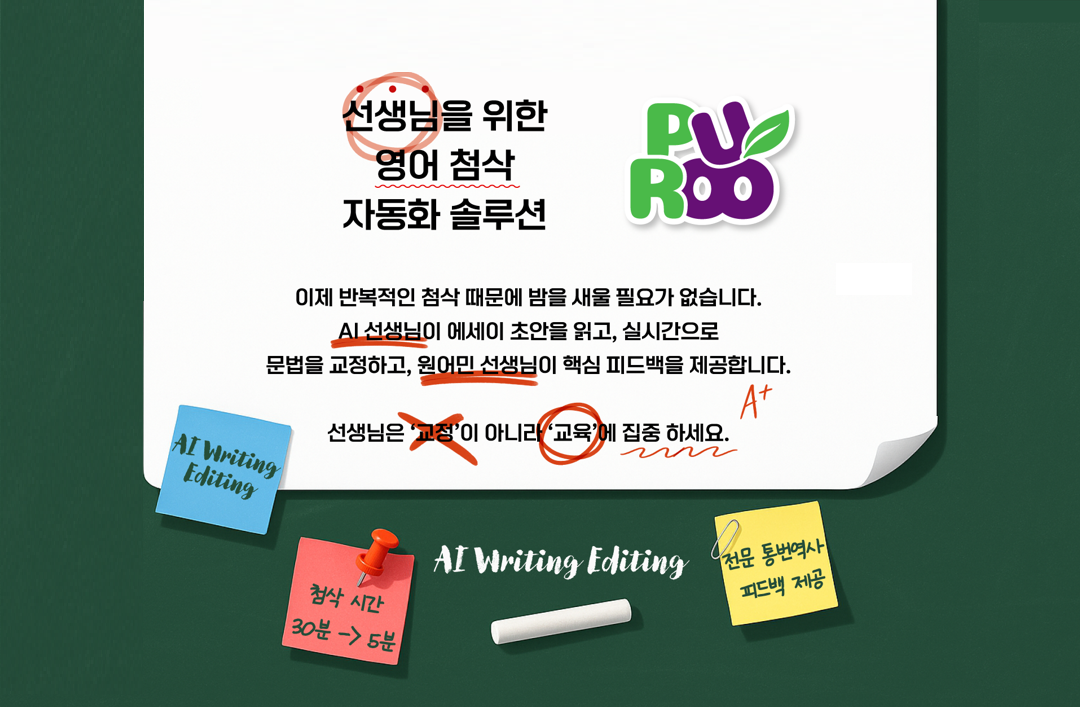 선생님을 위한
영어 첨삭
자동화 솔루션
PU
ROO
이제 반복적인 첨삭 때문에 밤을 새울 필요가 없습니다.
AI 선생님이 에세이 초안을 읽고, 실시간으로
문법을 교정하고, 원어민 선생님이 핵심 피드백을 제공합니다.
A+
선생님은 ‘교정’이 아니라 ‘교육’에 집중 하세요.
AI Writing
Editing
첨삭 시간
30분 -> 5분
AI Writing Editing
전문 통번역사
피드백 제공